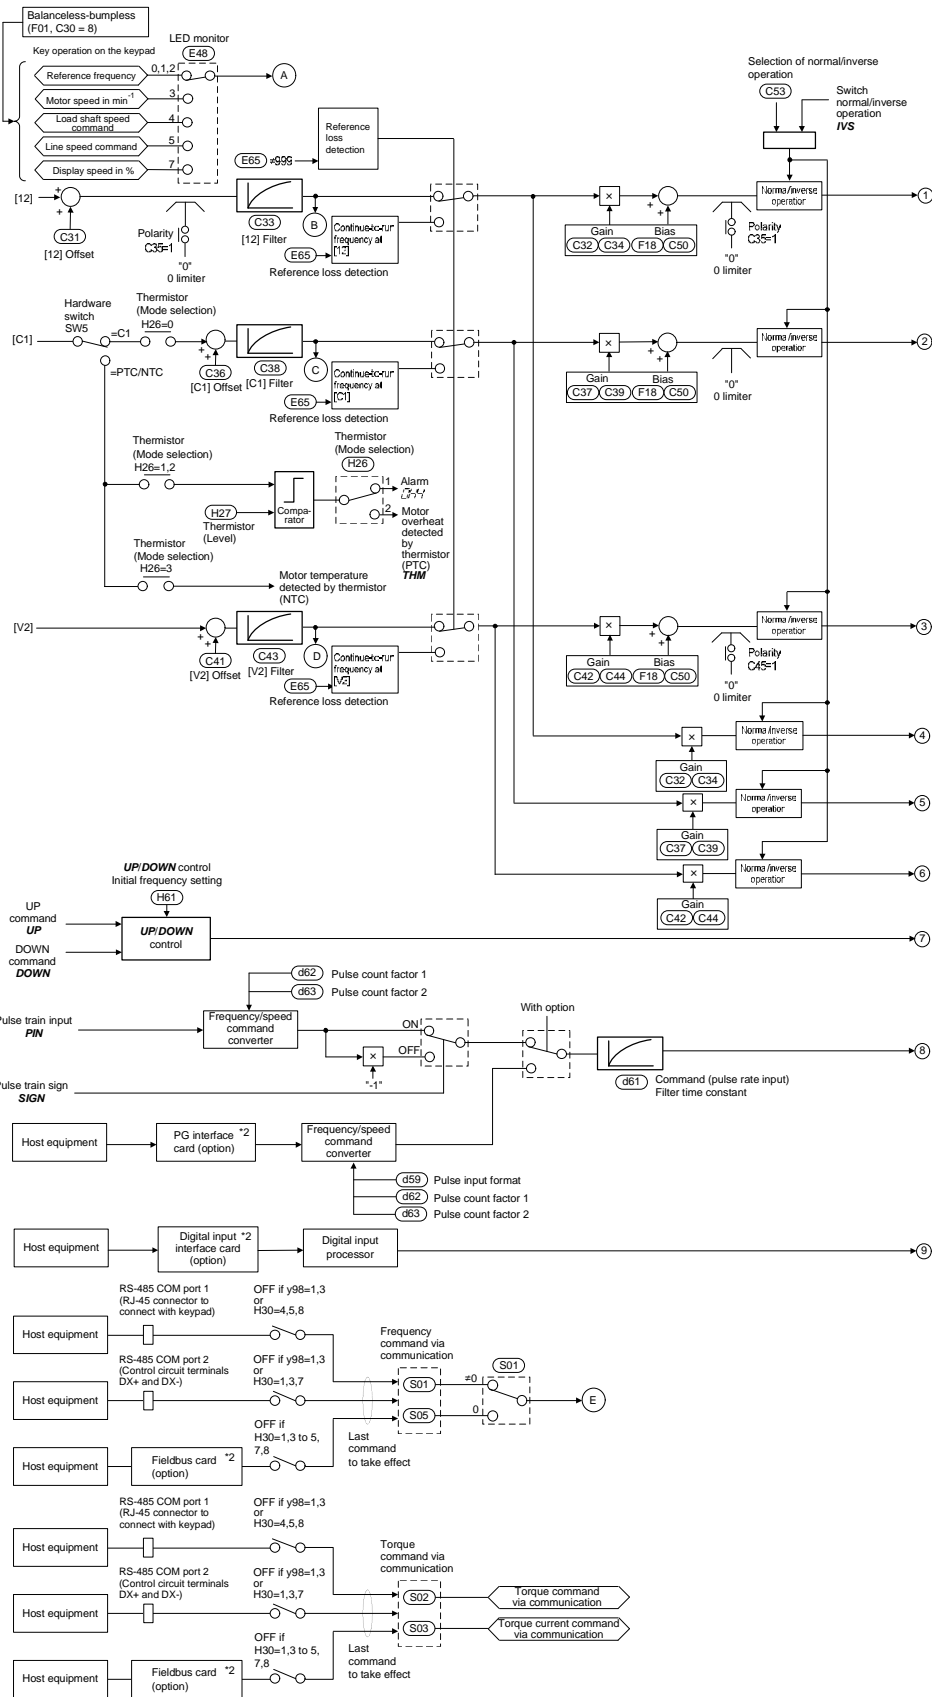 Balanceless-bumpless
(F01, C30 = 8)
Key operation on the keypad
LED monitor
E48
Reference frequency
0,1,2
A
Motor speed in min-1
3
Load shaft speed
command
4
Line speed command
5
Display speed in %
7
Reference
loss
detection
E65 ≠999
Selection of normal/inverse
operation
C53
Switch
normal/inverse
operation
IVS
[12]
+
+
C31
[12] Offset
Polarity
C35=1
"0"
0 limiter
C33
[12] Filter
B
Continue-to-run
frequency at
[12]
E65
Reference loss detection
×
Gain
C32 C34
+
+
Bias
F18 C50
"0"
0 limiter
Polarity
C35=1
Normal/inverse
operation
1
Hardware
switch
SW5
[C1]
=C1
=PTC/NTC
Thermistor
(Mode selection)
H26=0
+
+
C36
[C1] Offset
C38
[C1] Filter
C
Continue-to-run
frequency at
[C1]
E65
Reference loss detection
×
Gain
C37 C39
+
+
Bias
F18 C50
"0"
0 limiter
Normal/inverse
operation
2
Thermistor
(Mode selection)
H26=1,2
H27
Thermistor
(Level)
Compa-
rator
Thermistor
(Mode selection)
H26
1
Alarm
2
Motor
overheat
detected
by
thermistor
(PTC)
THM
Thermistor
(Mode selection)
H26=3
Motor temperature
detected by thermistor
(NTC)
[V2]
+
+
C41
[V2] Offset
C43
[V2] Filter
D
Continue-to-run
frequency at
[V2]
E65
Reference loss detection
×
Gain
C42 C44
+
+
Bias
F18 C50
"0"
0 limiter
Polarity
C45=1
Normal/inverse
operation
3
×
Gain
C32 C34
Normal/inverse
operation
4
×
Gain
C37 C39
Normal/inverse
operation
5
×
Gain
C42 C44
Normal/inverse
operation
6
UP/DOWN control
Initial frequency setting
H61
UP
command
UP
DOWN
command
DOWN
UP/DOWN
control
7
d62 Pulse count factor 1
d63 Pulse count factor 2
Pulse train input
PIN
Frequency/speed
command
converter
×
"-1"
ON
OFF
With option
d61 Command (pulse rate input)
Filter time constant
8
Pulse train sign
SIGN
Host equipment
PG interface *2
card (option)
Frequency/speed
command
converter
d59 Pulse input format
d62 Pulse count factor 1
d63 Pulse count factor 2
Host equipment
Digital input *2
interface card
(option)
Digital input
processor
9
RS-485 COM port 1
(RJ-45 connector to
connect with keypad)
OFF if y98=1,3
or
H30=4,5,8
Host equipment
RS-485 COM port 2
(Control circuit terminals
DX+ and DX-)
OFF if y98=1,3
or
H30=1,3,7
Host equipment
OFF if
H30=1,3 to 5,
7,8
Host equipment
Fieldbus card *2
(option)
Last
command
to take effect
Frequency
command via
communication
S01
S05
≠0
0
S01
E
RS-485 COM port 1
(RJ-45 connector to
connect with keypad)
OFF if y98=1,3
or
H30=4,5,8
Host equipment
RS-485 COM port 2
(Control circuit terminals
DX+ and DX-)
OFF if y98=1,3
or
H30=1,3,7
Host equipment
OFF if
H30=1,3 to 5,
7,8
Host equipment
Fieldbus card *2
(option)
Last
command
to take effect
Torque
command via
communication
S02
S03
Torque command
via communication
Torque current command
via communication